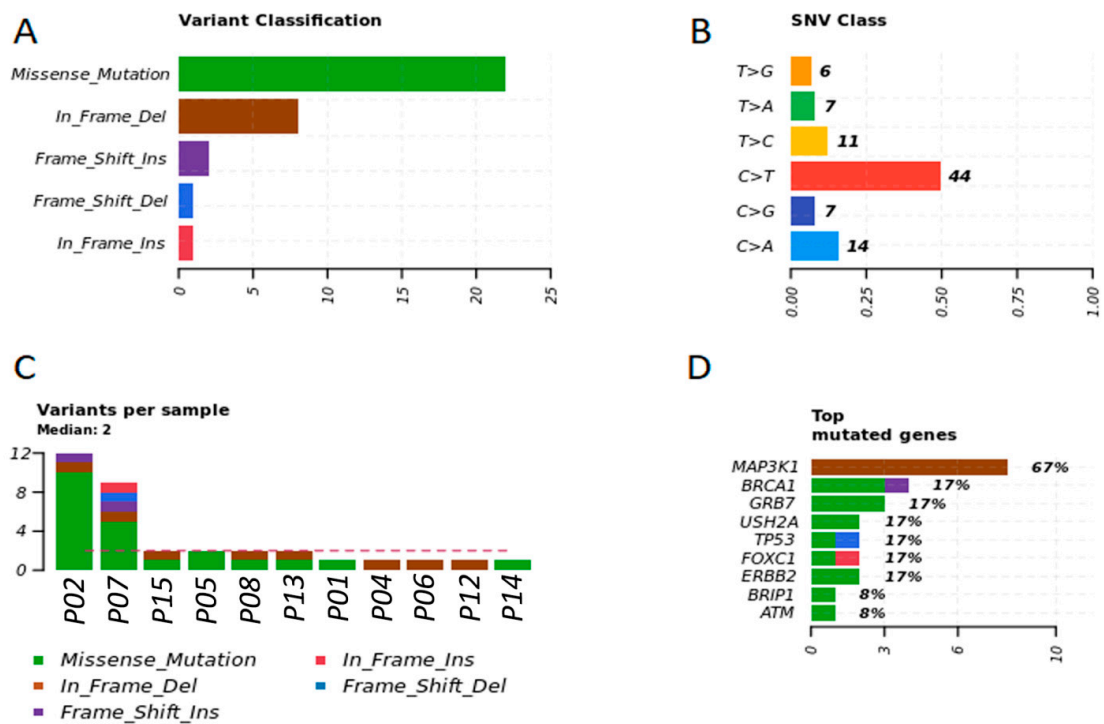 A
Variant Classification
Missense_Mutation
In_Frame_Del
Frame_Shift_Ins
Frame_Shift_Del
In_Frame_Ins
0 5 10 15 20 25
B
SNV Class
T>G 6
T>A 7
T>C 11
C>T 44
C>G 7
C>A 14
0.00 0.25 0.50 0.75 1.00
C
Variants per sample
Median: 2
12
8
4
0
P02 P07 P15 P05 P08 P13 P01 P04 P06 P12 P14
Missense_Mutation In_Frame_Ins
In_Frame_Del Frame_Shift_Del
Frame_Shift_Ins
D
Top
mutated genes
MAP3K1 67%
BRCA1 17%
GRB7 17%
USH2A 17%
TP53 17%
FOXC1 17%
ERBB2 17%
BRIP1 8%
ATM 8%
0 3 6 10